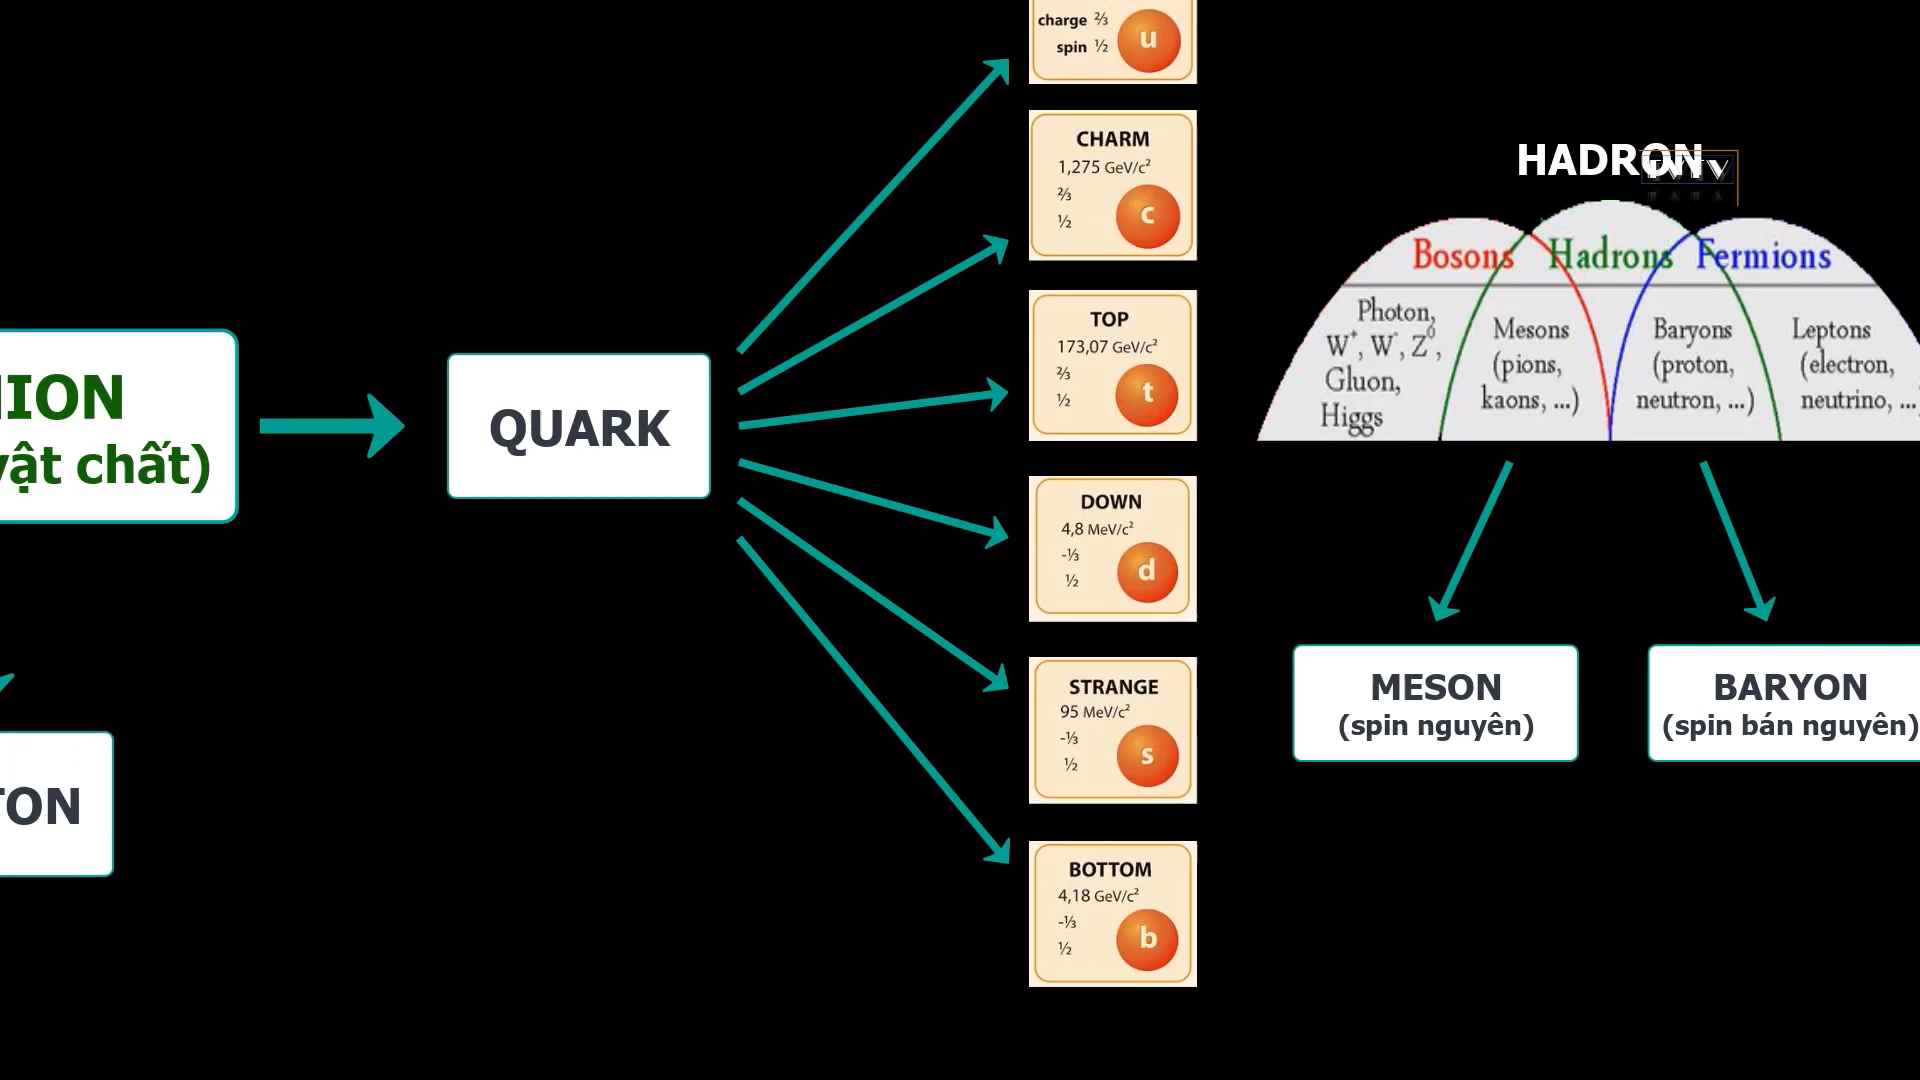 charge ⅔
spin ½
u
CHARM
1,275 GeV/c²
⅔
½
c
TOP
173,07 GeV/c²
⅔
½
t
DOWN
4,8 MeV/c²
-⅓
½
d
STRANGE
95 MeV/c²
-⅓
½
s
BOTTOM
4,18 GeV/c²
-⅓
½
b
ION
vật chất)
QUARK
TON
HADRON
Bosons Hadrons Fermions
Photon,
W⁺, W⁻, Z⁰,
Gluon,
Higgs
Mesons
(pions,
kaons, ...)
Baryons
(proton,
neutron, ...)
Leptons
(electron,
neutrino, ...)
MESON
(spin nguyên)
BARYON
(spin bán nguyên)